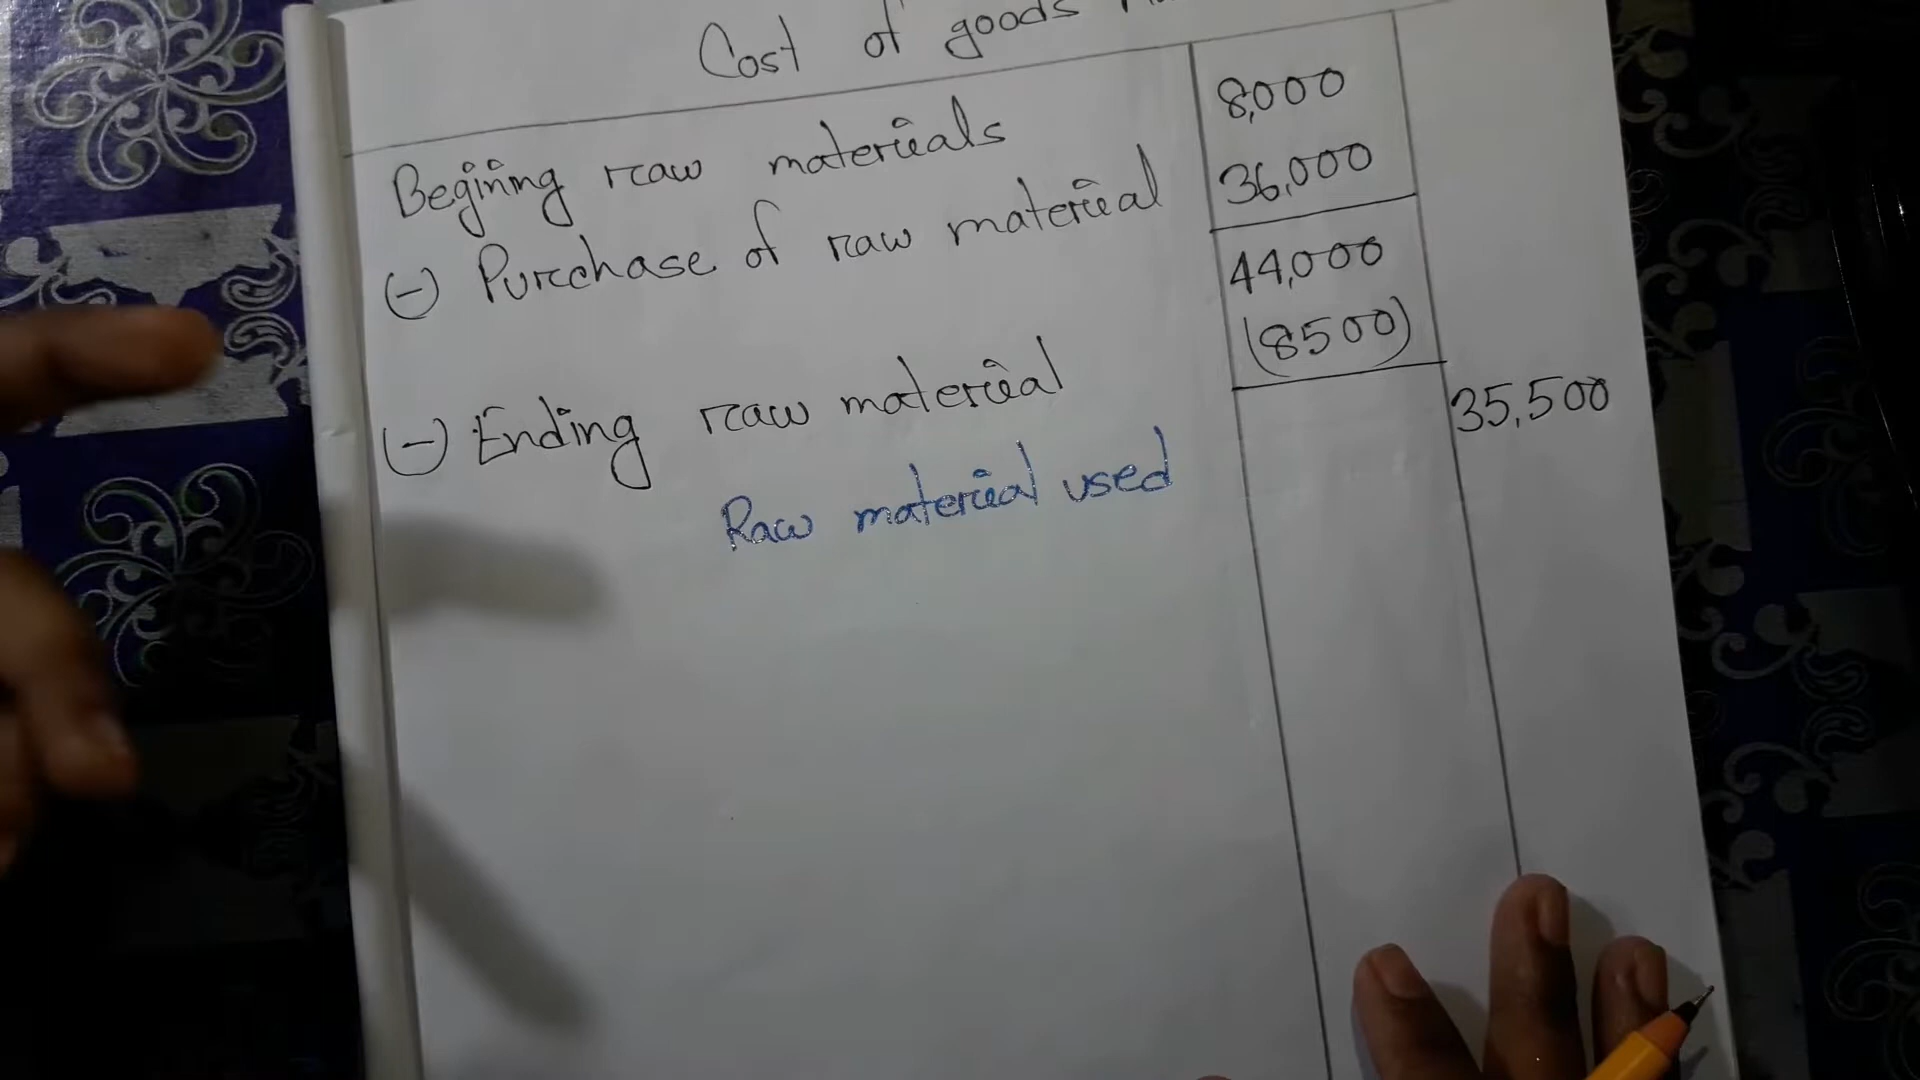 Cost of goods
Begining raw materials 8,000
(-) Purchase of raw material 36,000
44,000
(-) Ending raw material (8500)
35,500
Raw material used